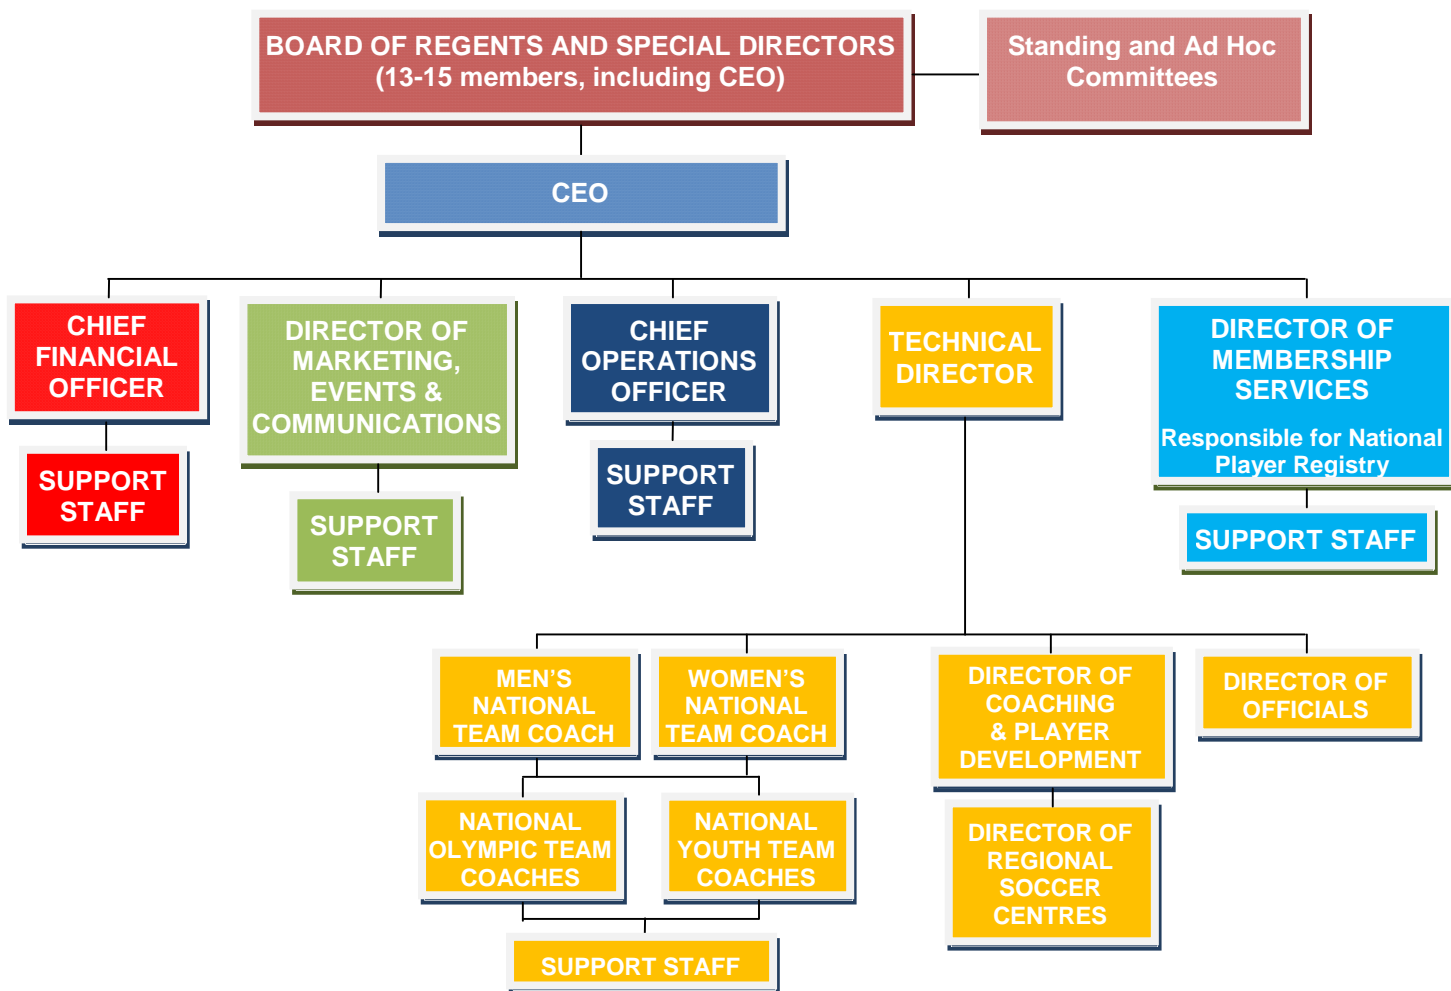 BOARD OF REGENTS AND SPECIAL DIRECTORS
(13-15 members, including CEO)
Standing and Ad Hoc
Committees
CEO
CHIEF
FINANCIAL
OFFICER
SUPPORT
STAFF
DIRECTOR OF
MARKETING,
EVENTS &
COMMUNICATIONS
SUPPORT
STAFF
CHIEF
OPERATIONS
OFFICER
SUPPORT
STAFF
TECHNICAL
DIRECTOR
DIRECTOR OF
MEMBERSHIP
SERVICES
Responsible for National
Player Registry
SUPPORT STAFF
MEN’S
NATIONAL
TEAM COACH
WOMEN’S
NATIONAL
TEAM COACH
DIRECTOR OF
COACHING
& PLAYER
DEVELOPMENT
DIRECTOR OF
OFFICIALS
NATIONAL
OLYMPIC TEAM
COACHES
NATIONAL
YOUTH TEAM
COACHES
DIRECTOR OF
REGIONAL
SOCCER
CENTRES
SUPPORT STAFF